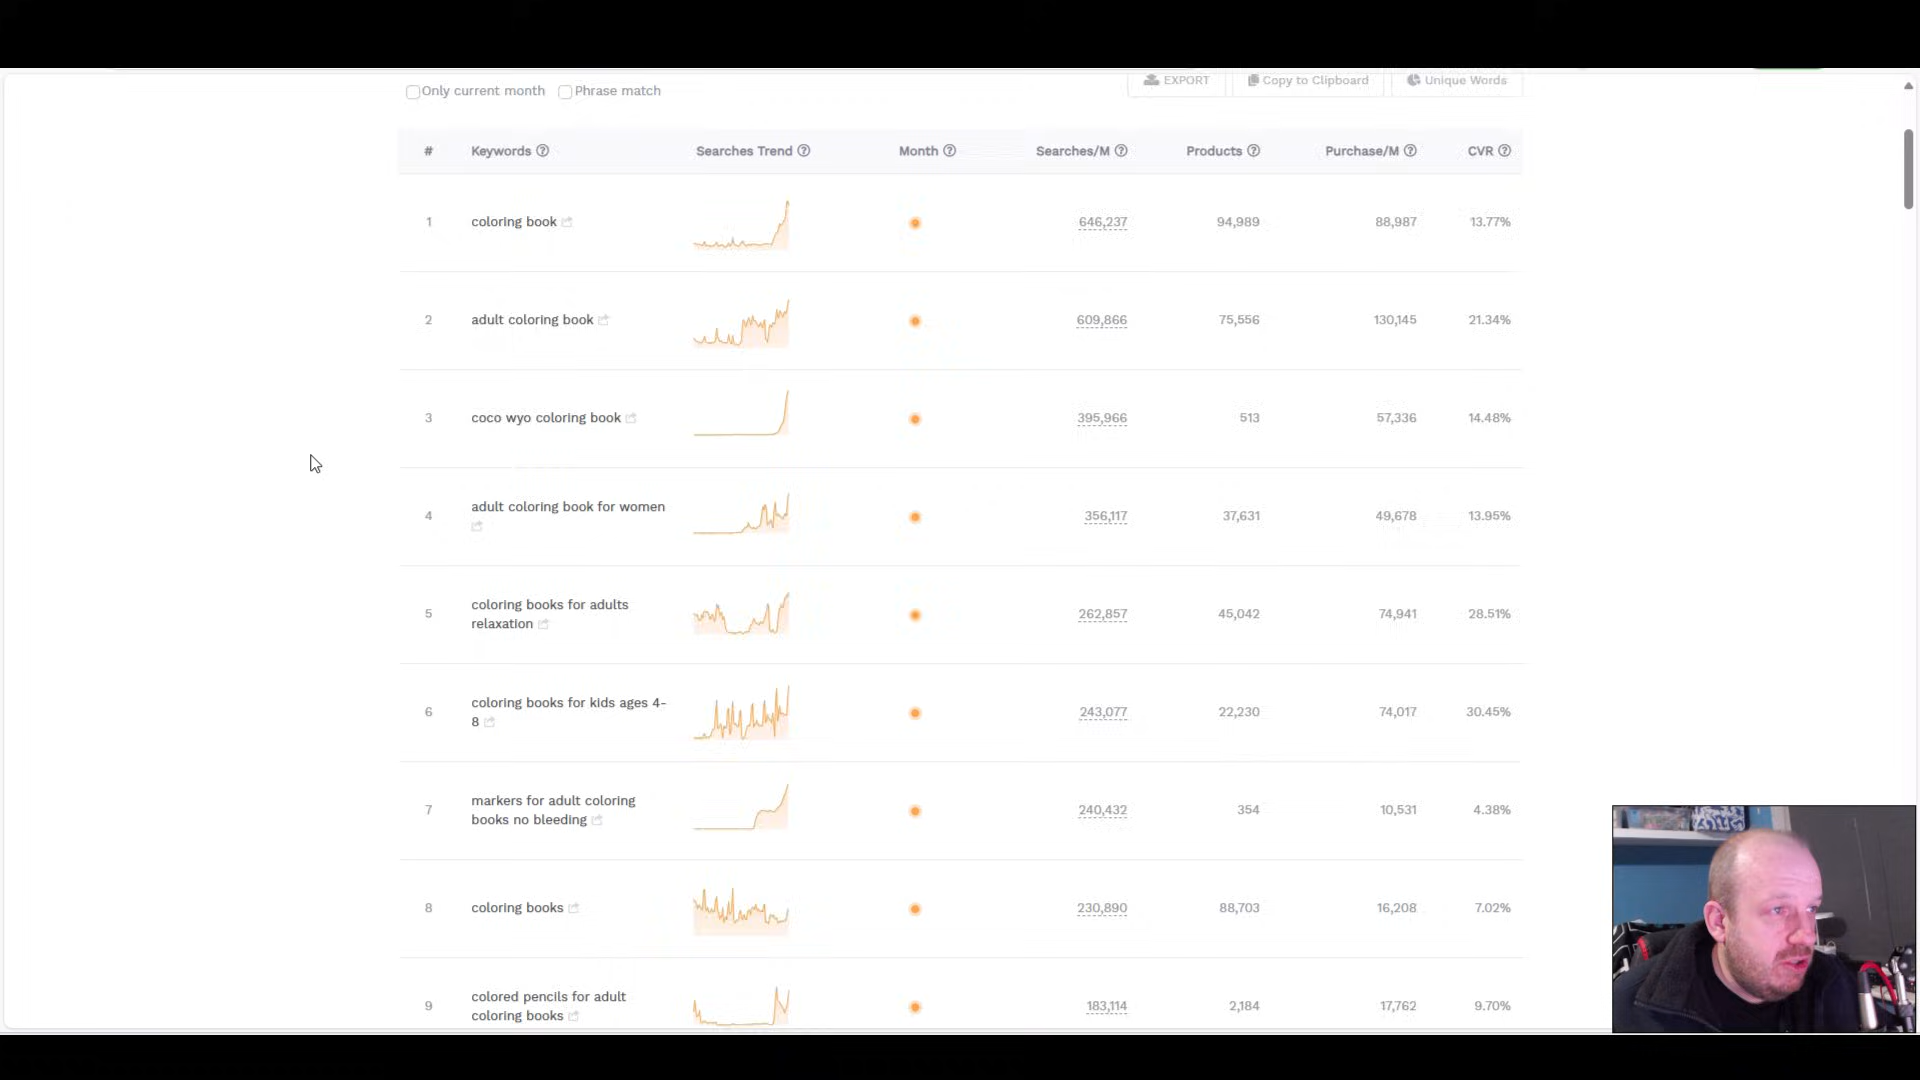 Only current month Phrase match EXPORT Copy to Clipboard Unique Words
# Keywords Searches Trend Month Searches/M Products Purchase/M CVR
1 coloring book 646,237 94,989 88,987 13.77%
2 adult coloring book 609,866 75,556 130,145 21.34%
3 coco wyo coloring book 395,966 513 57,336 14.48%
4 adult coloring book for women 356,117 37,631 49,678 13.95%
5 coloring books for adults
relaxation 262,857 45,042 74,941 28.51%
6 coloring books for kids ages 4-
8 243,077 22,230 74,017 30.45%
7 markers for adult coloring
books no bleeding 240,432 354 10,531 4.38%
8 coloring books 230,890 88,703 16,208 7.02%
9 colored pencils for adult
coloring books 183,114 2,184 17,762 9.70%